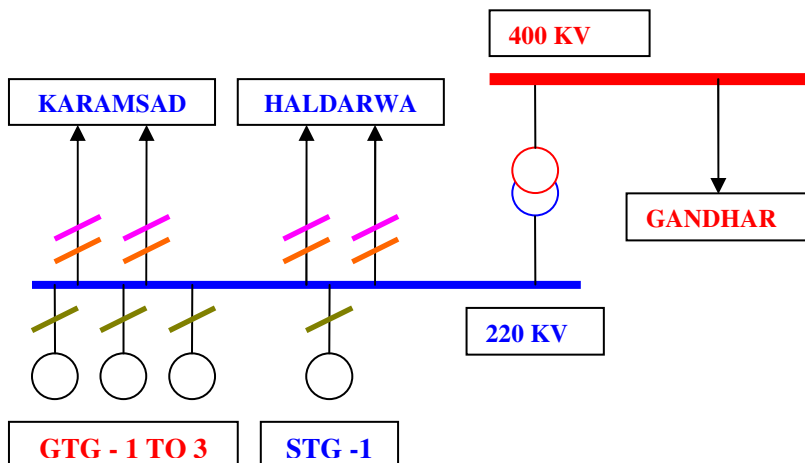 400 KV
KARAMSAD
HALDARWA
GANDHAR
220 KV
GTG - 1 TO 3
STG -1